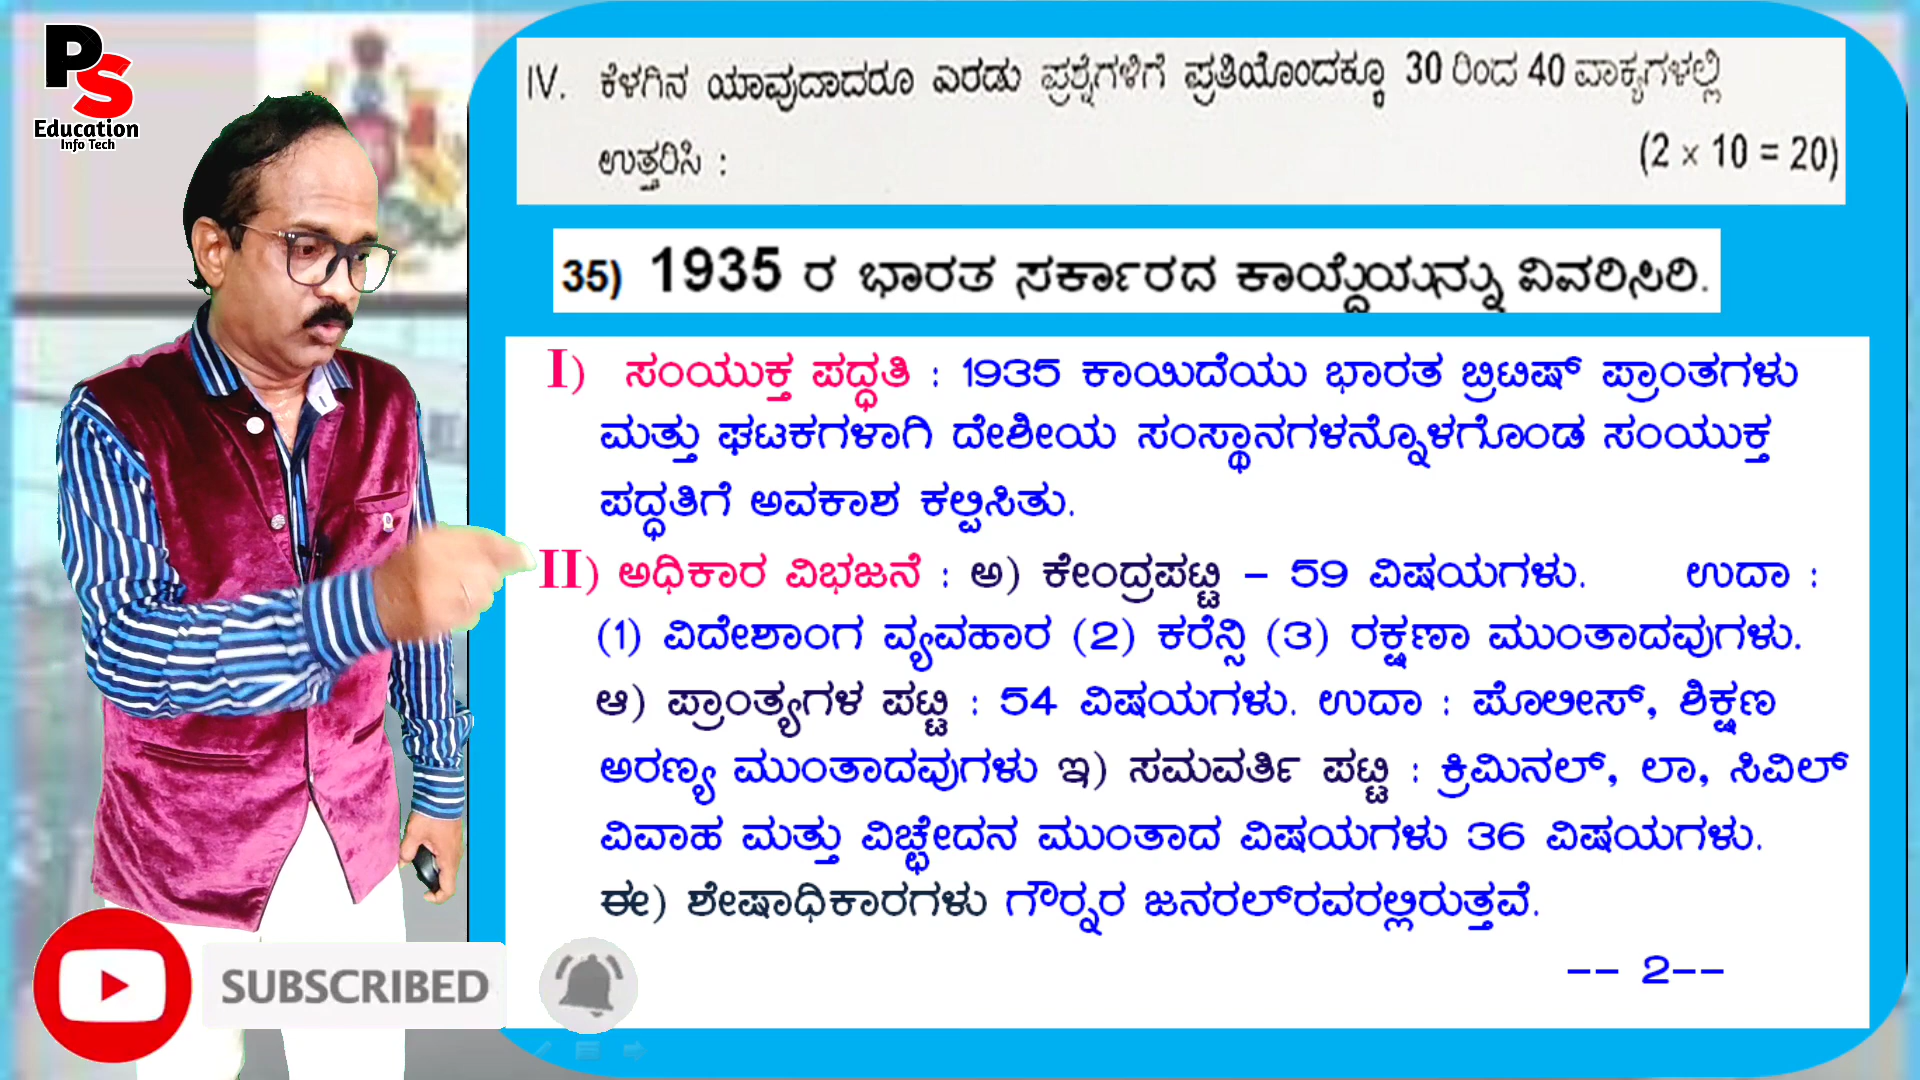 PS
Education
Info Tech
IV. ಕೆಳಗಿನ ಯಾವುದಾದರೂ ಎರಡು ಪ್ರಶ್ನೆಗಳಿಗೆ ಪ್ರತಿಯೊಂದಕ್ಕೂ 30 ರಿಂದ 40 ವಾಕ್ಯಗಳಲ್ಲಿ
ಉತ್ತರಿಸಿ : (2 × 10 = 20)
35) 1935 ರ ಭಾರತ ಸರ್ಕಾರದ ಕಾಯ್ದೆಯನ್ನು ವಿವರಿಸಿರಿ.
I) ಸಂಯುಕ್ತ ಪದ್ಧತಿ : 1935 ಕಾಯಿದೆಯು ಭಾರತ ಬ್ರಿಟಿಷ್ ಪ್ರಾಂತಗಳು
ಮತ್ತು ಘಟಕಗಳಾಗಿ ದೇಶೀಯ ಸಂಸ್ಥಾನಗಳನ್ನೊಳಗೊಂಡ ಸಂಯುಕ್ತ
ಪದ್ಧತಿಗೆ ಅವಕಾಶ ಕಲ್ಪಿಸಿತು.
II) ಅಧಿಕಾರ ವಿಭಜನೆ : ಅ) ಕೇಂದ್ರಪಟ್ಟಿ – 59 ವಿಷಯಗಳು. ಉದಾ :
(1) ವಿದೇಶಾಂಗ ವ್ಯವಹಾರ (2) ಕರೆನ್ಸಿ (3) ರಕ್ಷಣಾ ಮುಂತಾದವುಗಳು.
ಆ) ಪ್ರಾಂತ್ಯಗಳ ಪಟ್ಟಿ : 54 ವಿಷಯಗಳು. ಉದಾ : ಪೊಲೀಸ್, ಶಿಕ್ಷಣ
ಅರಣ್ಯ ಮುಂತಾದವುಗಳು ಇ) ಸಮವರ್ತಿ ಪಟ್ಟಿ : ಕ್ರಿಮಿನಲ್, ಲಾ, ಸಿವಿಲ್
ವಿವಾಹ ಮತ್ತು ವಿಚ್ಛೇದನ ಮುಂತಾದ ವಿಷಯಗಳು 36 ವಿಷಯಗಳು.
ಈ) ಶೇಷಾಧಿಕಾರಗಳು ಗೌರ್‍ನರ ಜನರಲ್‌ರವರಲ್ಲಿರುತ್ತವೆ.
-- 2--
SUBSCRIBED